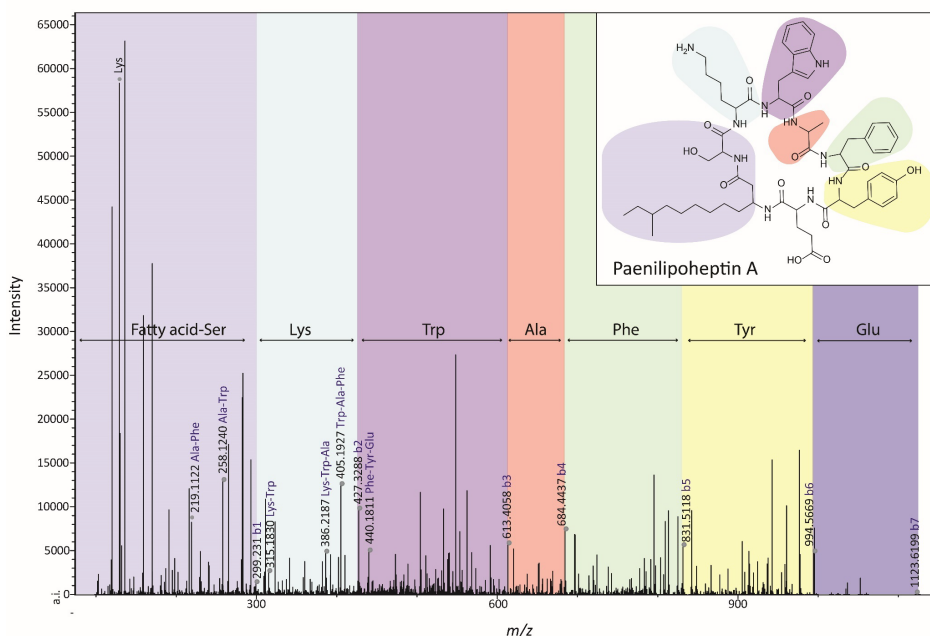 65000
60000
55000
50000
45000
40000
35000
30000
25000
20000
15000
10000
5000
0
a.i.
Intensity
300
600
900
m/z
Lys
Fatty acid-Ser
Lys
Trp
Ala
Phe
Tyr
Glu
219.1122 Ala-Phe
258.1240 Ala-Trp
299.231 b1
315.1830 Lys-Trp
386.2187 Lys-Trp-Ala
405.1927 Trp-Ala-Phe
427.3288 b2
440.1811 Phe-Tyr-Glu
613.4058 b3
684.4437 b4
831.5118 b5
994.5669 b6
1123.6199 b7
H₂N
NH
O
H
N
O
H
N
NH
O
HO
O
NH
O
H
N
O
NH
OH
O
N
H
O
H
N
O
HO
O
Paenilipoheptin A